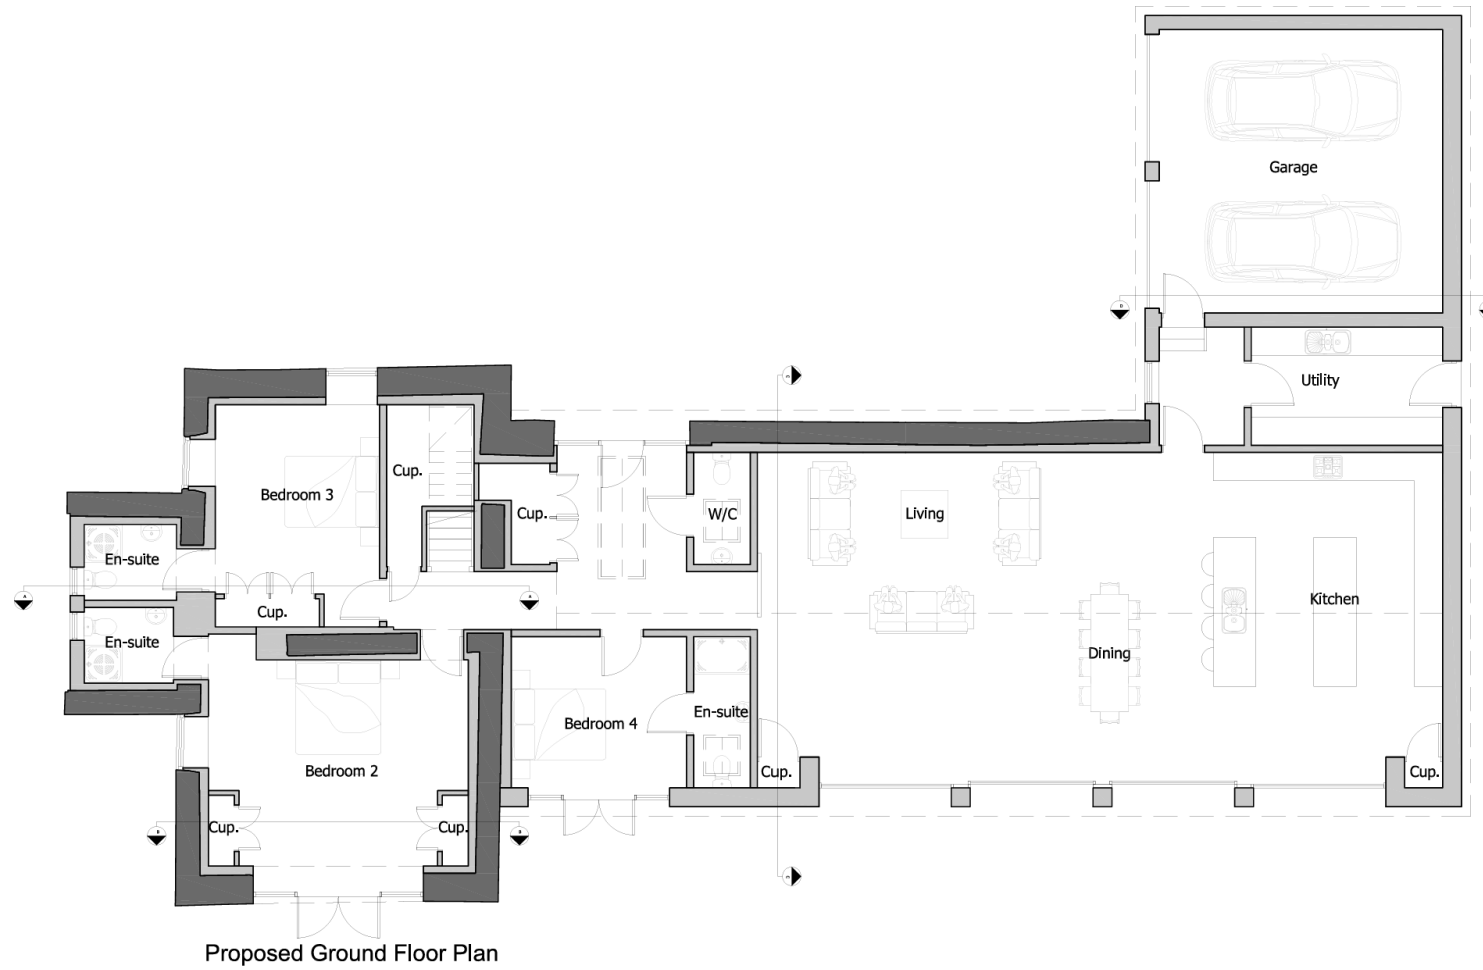 Garage
Utility
Cup.
Bedroom 3
Cup.
W/C
Living
En-suite
Kitchen
Cup.
En-suite
Dining
En-suite
Bedroom 4
Bedroom 2
Cup.
Cup.
Cup.
Cup.
Proposed Ground Floor Plan